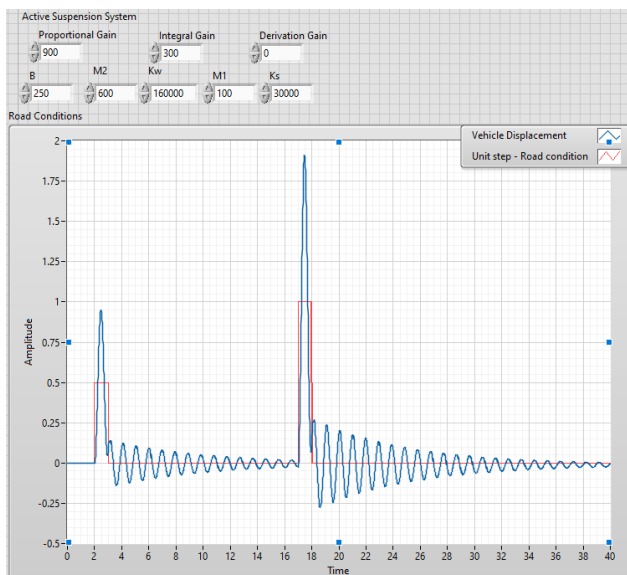 Active Suspension System
Proportional Gain Integral Gain Derivation Gain
900 300 0
B M2 Kw M1 Ks
250 600 160000 100 30000
Road Conditions
Vehicle Displacement
Unit step - Road condition
2
1.75
1.5
1.25
1
0.75
0.5
0.25
0
-0.25
-0.5
Amplitude
0 2 4 6 8 10 12 14 16 18 20 22 24 26 28 30 32 34 36 38 40
Time